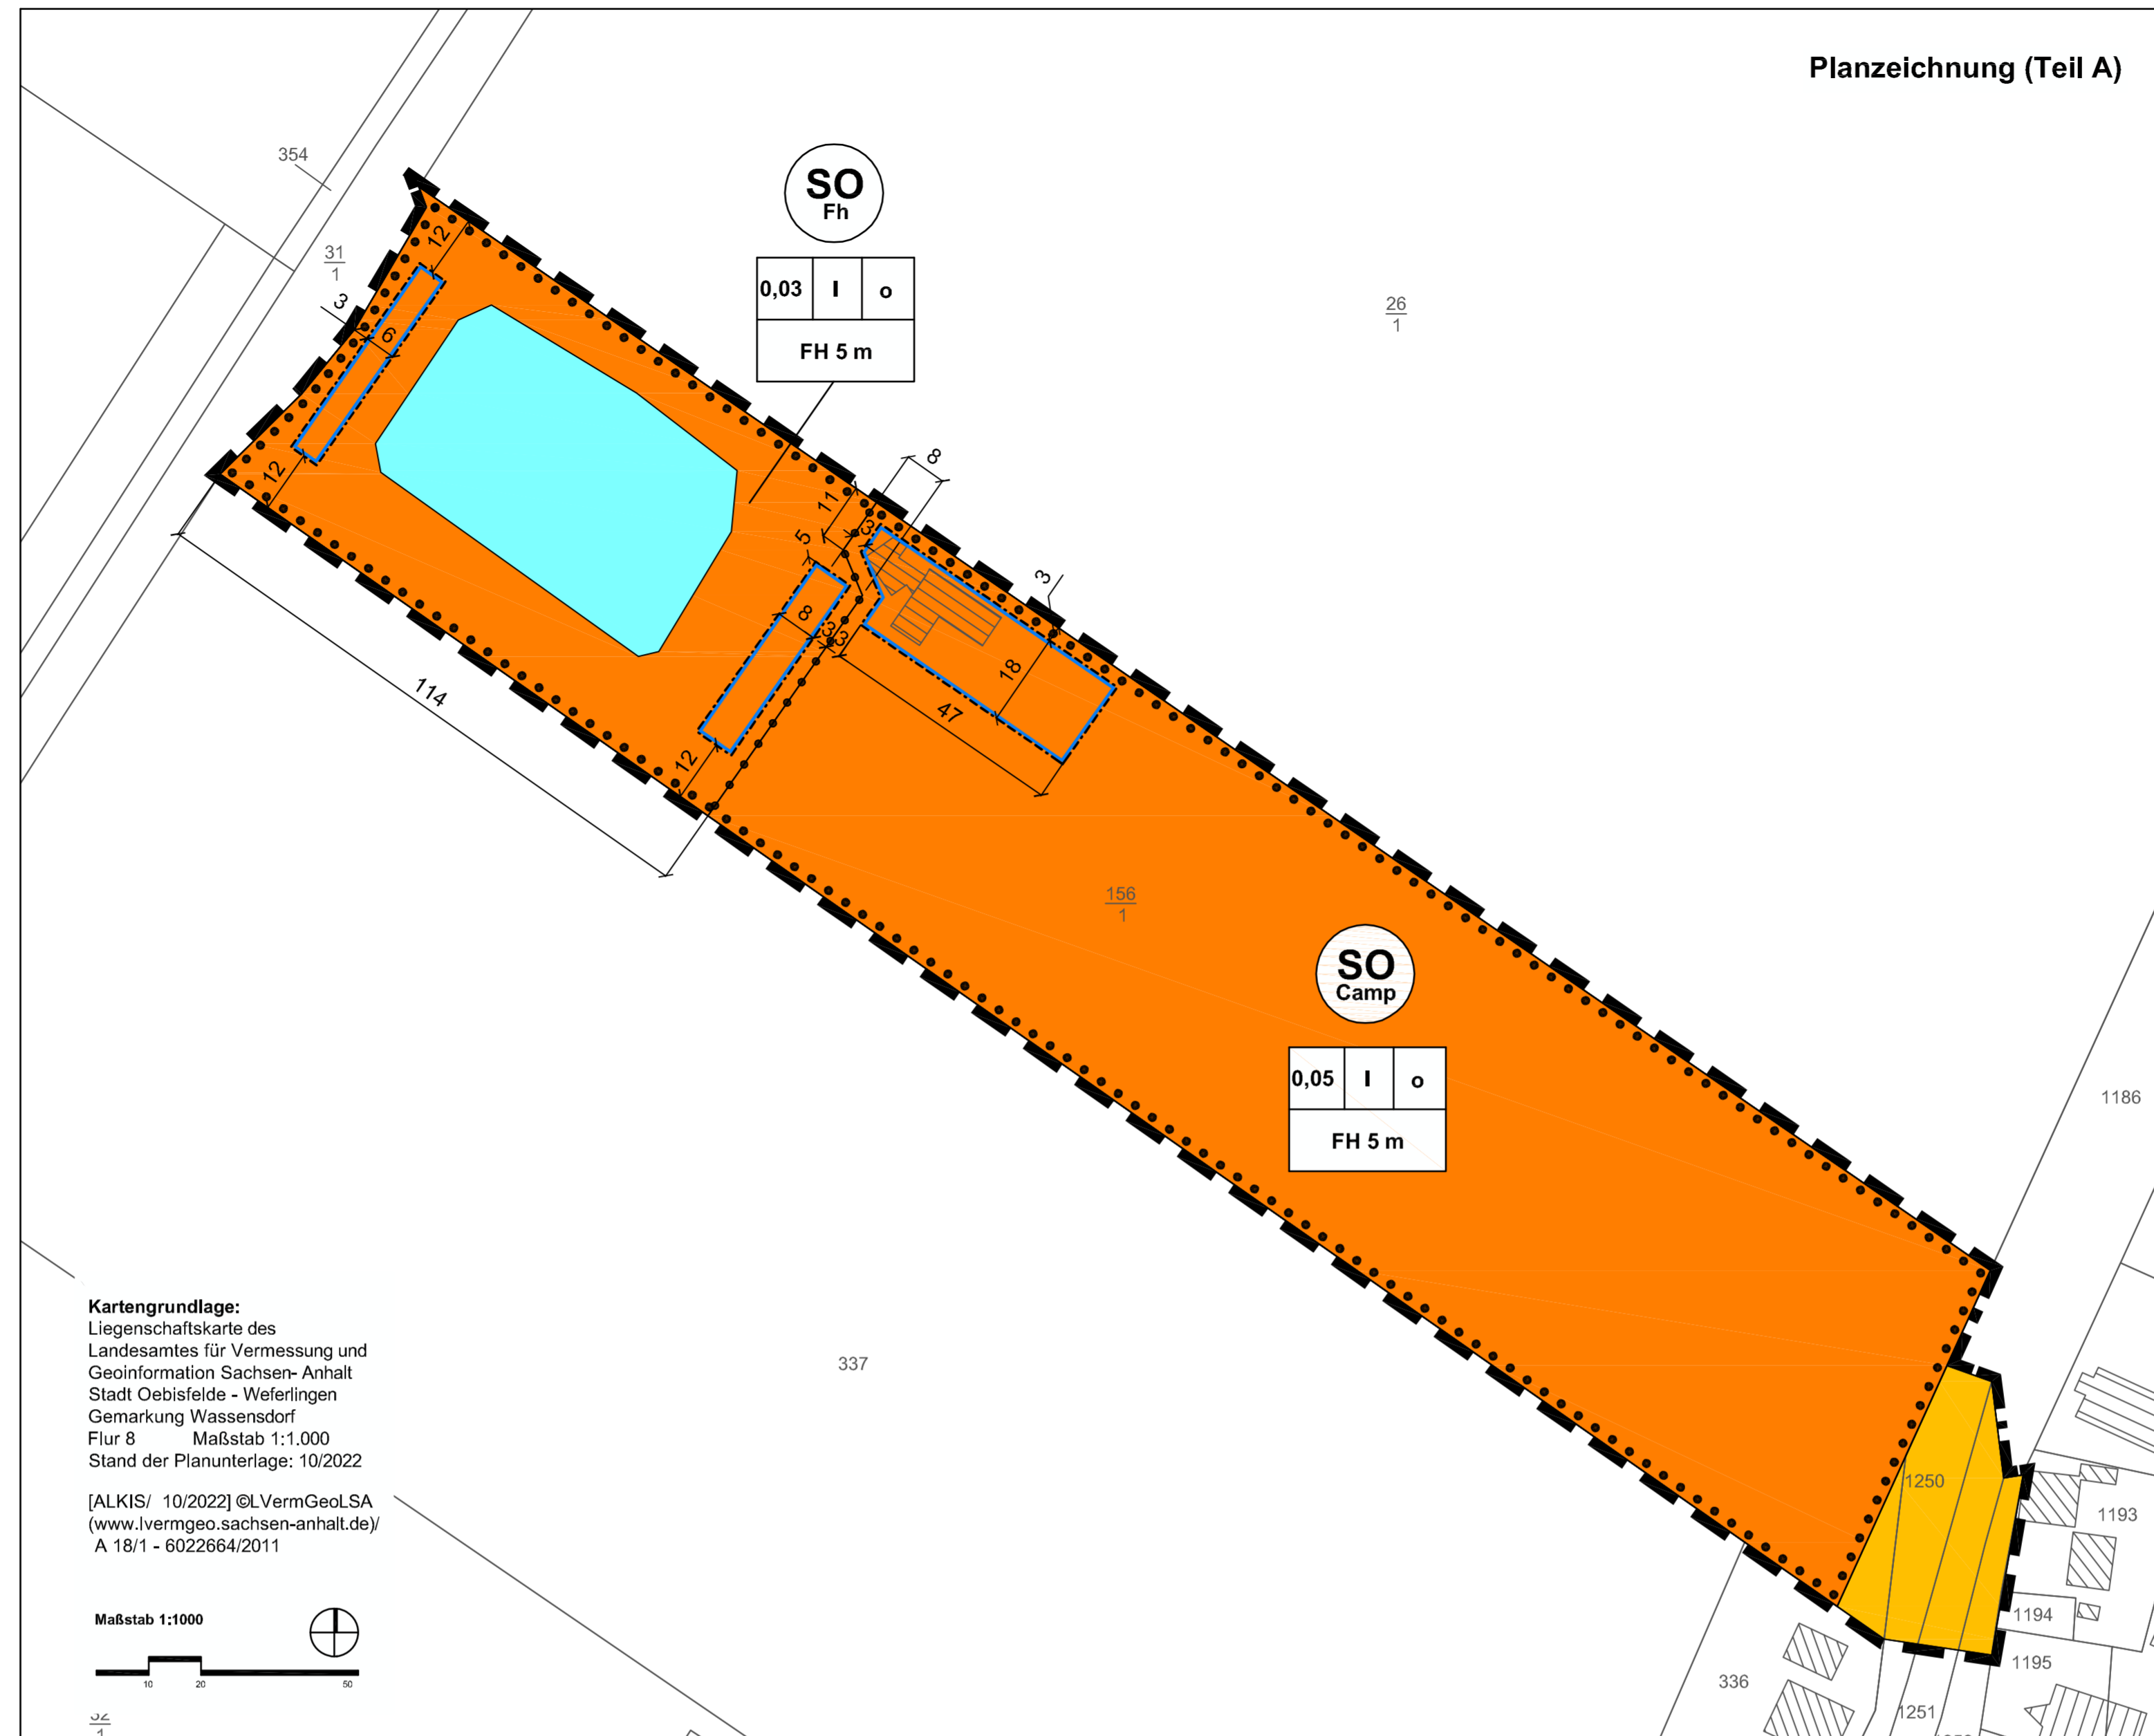 Planzeichnung (Teil A)
354
31
1
12
3
6
12
SO
Fh
0,03 I o
FH 5 m
26
1
8
11
3
5
8
3
3
3
18
47
12
114
156
1
SO
Camp
0,05 I o
FH 5 m
1186
337
1250
1193
1194
1195
336
1251
Kartengrundlage:
Liegenschaftskarte des
Landesamtes für Vermessung und
Geoinformation Sachsen- Anhalt
Stadt Oebisfelde - Weferlingen
Gemarkung Wassensdorf
Flur 8 Maßstab 1:1.000
Stand der Planunterlage: 10/2022
[ALKIS/ 10/2022] ©LVermGeoLSA
(www.lvermgeo.sachsen-anhalt.de)/
A 18/1 - 6022664/2011
Maßstab 1:1000
10 20 50
32
1